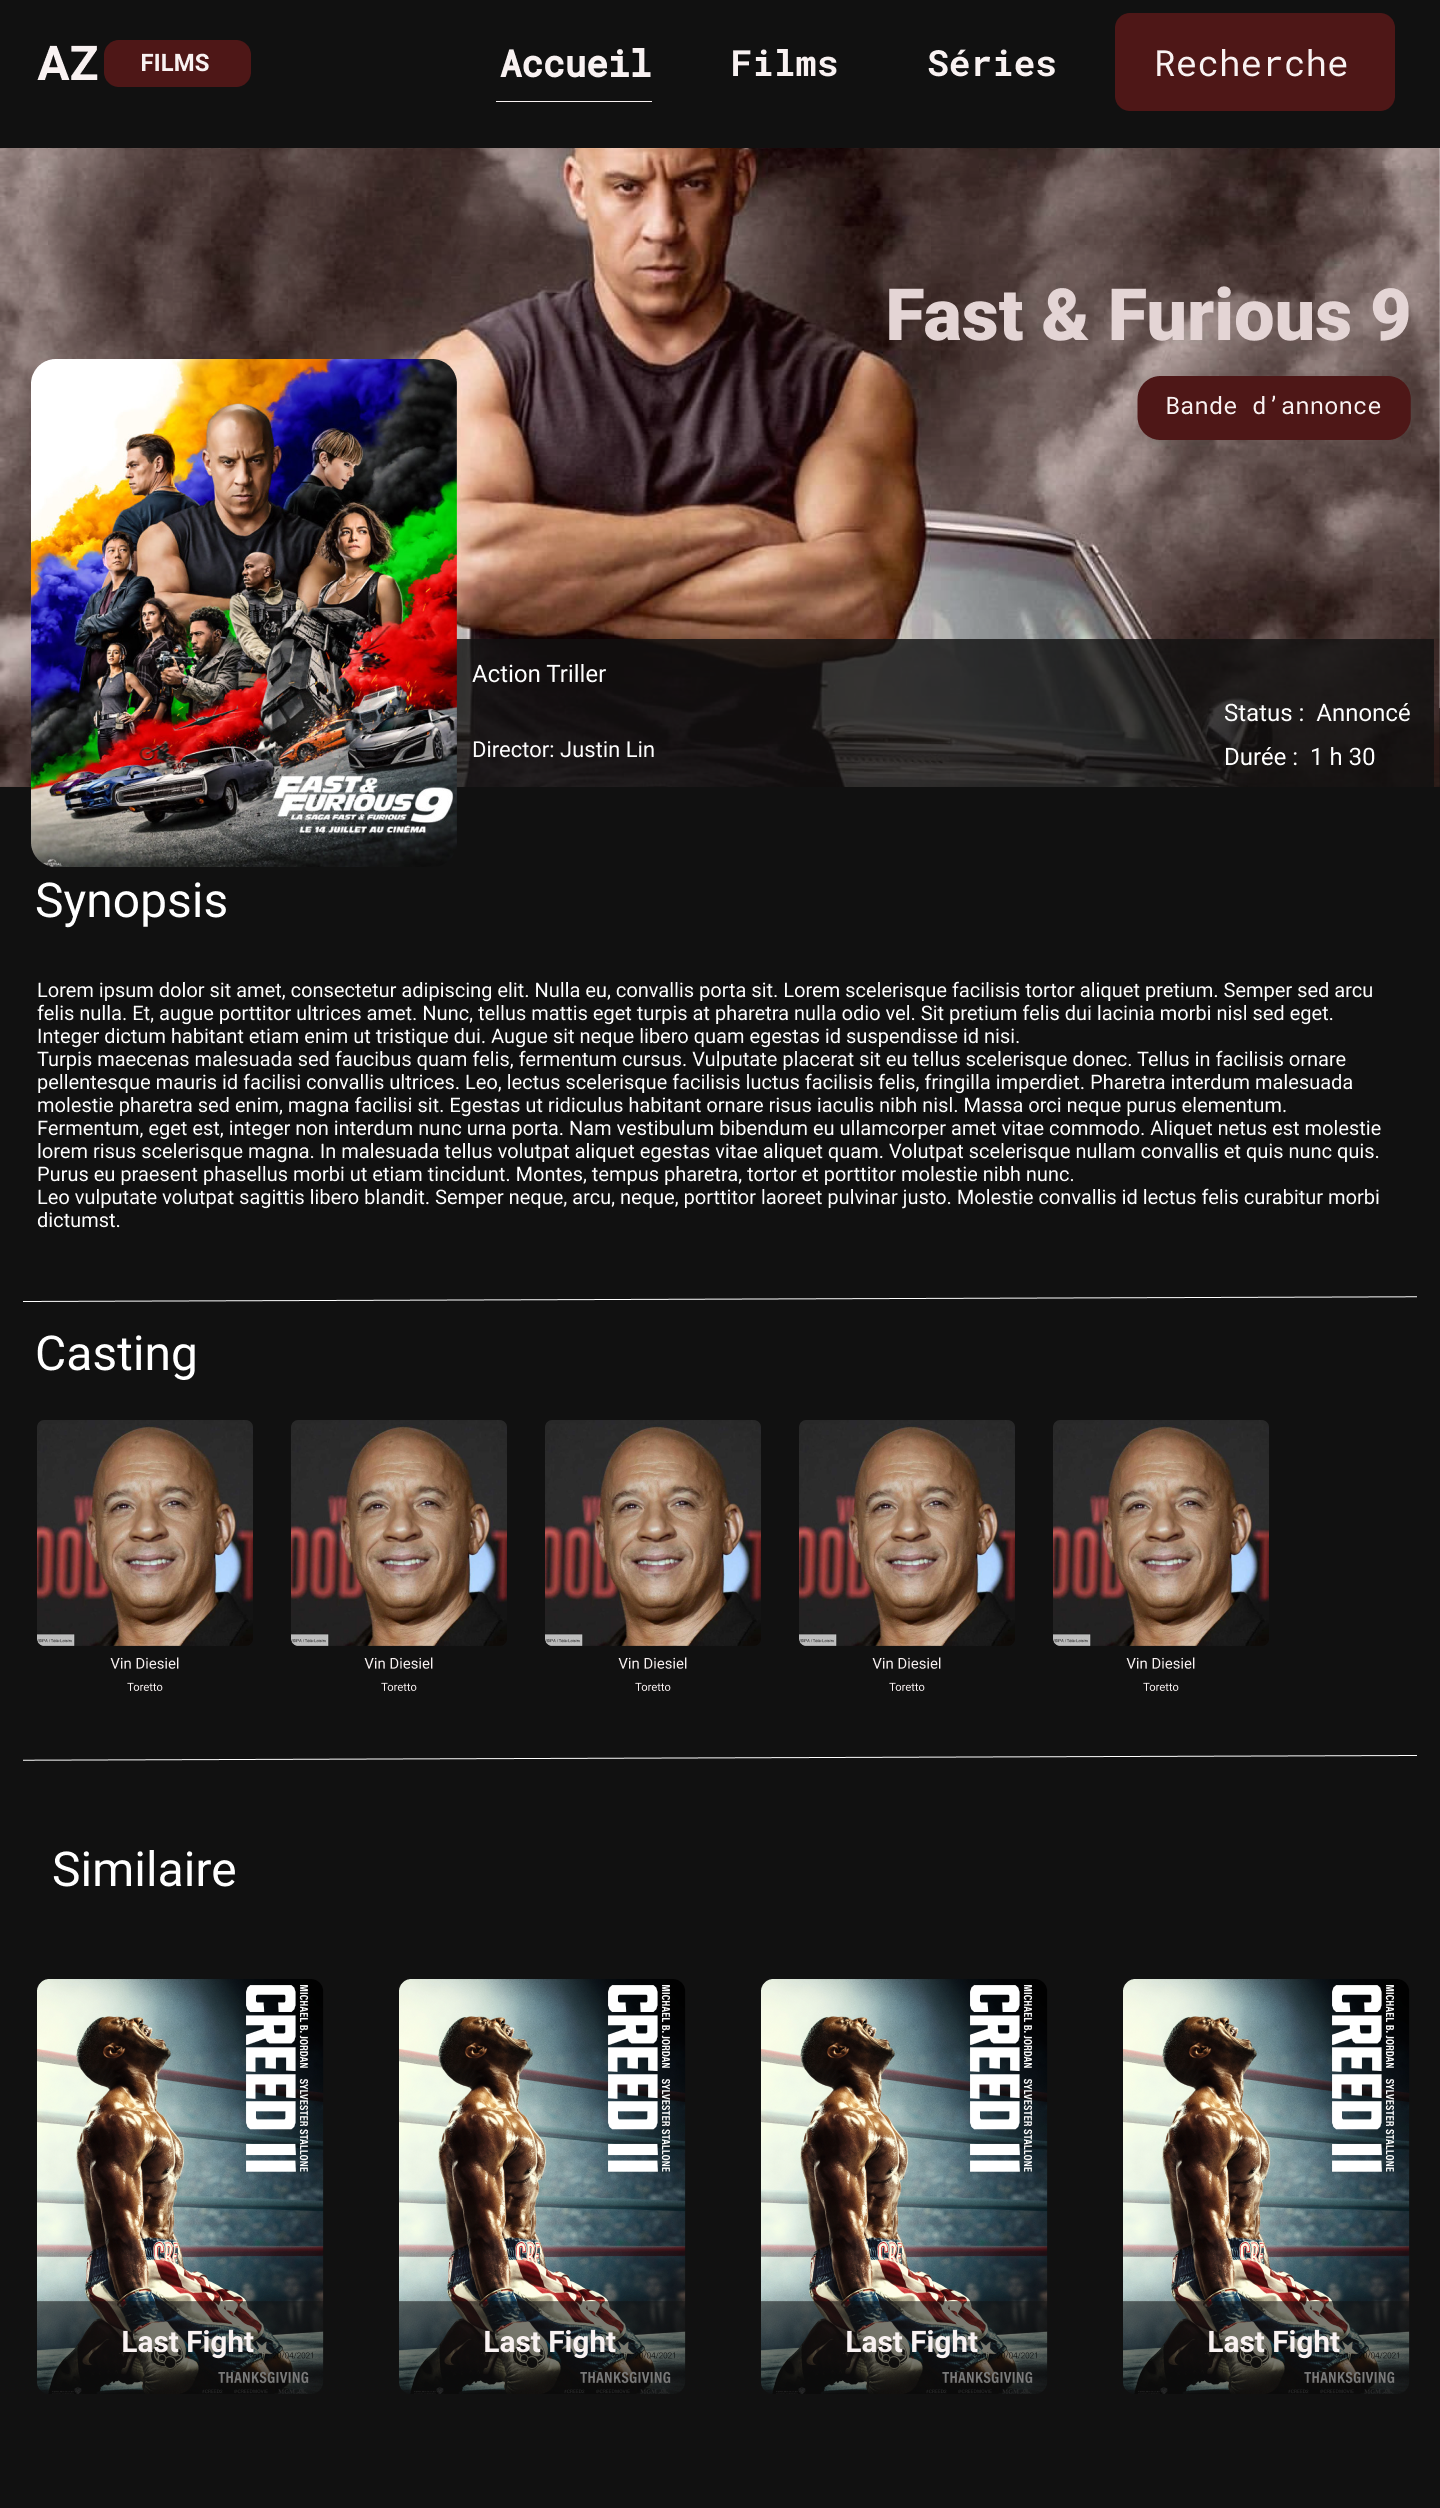 AZ FILMS
Accueil Films Séries Recherche
Fast & Furious 9
Bande d'annonce
Action Triller
Status : Annoncé
Director: Justin Lin
Durée : 1 h 30
FAST &
FURIOUS 9
LA SAGA FAST & FURIOUS
LE 14 JUILLET AU CINÉMA
Synopsis
Lorem ipsum dolor sit amet, consectetur adipiscing elit. Nulla eu, convallis porta sit. Lorem scelerisque facilisis tortor aliquet pretium. Semper sed arcu
felis nulla. Et, augue porttitor ultrices amet. Nunc, tellus mattis eget turpis at pharetra nulla odio vel. Sit pretium felis dui lacinia morbi nisl sed eget.
Integer dictum habitant etiam enim ut tristique dui. Augue sit neque libero quam egestas id suspendisse id nisi.
Turpis maecenas malesuada sed faucibus quam felis, fermentum cursus. Vulputate placerat sit eu tellus scelerisque donec. Tellus in facilisis ornare
pellentesque mauris id facilisi convallis ultrices. Leo, lectus scelerisque facilisis luctus facilisis felis, fringilla imperdiet. Pharetra interdum malesuada
molestie pharetra sed enim, magna facilisi sit. Egestas ut ridiculus habitant ornare risus iaculis nibh nisl. Massa orci neque purus elementum.
Fermentum, eget est, integer non interdum nunc urna porta. Nam vestibulum bibendum eu ullamcorper amet vitae commodo. Aliquet netus est molestie
lorem risus scelerisque magna. In malesuada tellus volutpat aliquet egestas vitae aliquet quam. Volutpat scelerisque nullam convallis et quis nunc quis.
Purus eu praesent phasellus morbi ut etiam tincidunt. Montes, tempus pharetra, tortor et porttitor molestie nibh nunc.
Leo vulputate volutpat sagittis libero blandit. Semper neque, arcu, neque, porttitor laoreet pulvinar justo. Molestie convallis id lectus felis curabitur morbi
dictumst.
Casting
Vin Diesiel Vin Diesiel Vin Diesiel Vin Diesiel Vin Diesiel
Toretto Toretto Toretto Toretto Toretto
Similaire
CREED II
MICHAEL B. JORDAN SYLVESTER STALLONE
Last Fight
THANKSGIVING
CREED II
MICHAEL B. JORDAN SYLVESTER STALLONE
Last Fight
THANKSGIVING
CREED II
MICHAEL B. JORDAN SYLVESTER STALLONE
Last Fight
THANKSGIVING
CREED II
MICHAEL B. JORDAN SYLVESTER STALLONE
Last Fight
THANKSGIVING